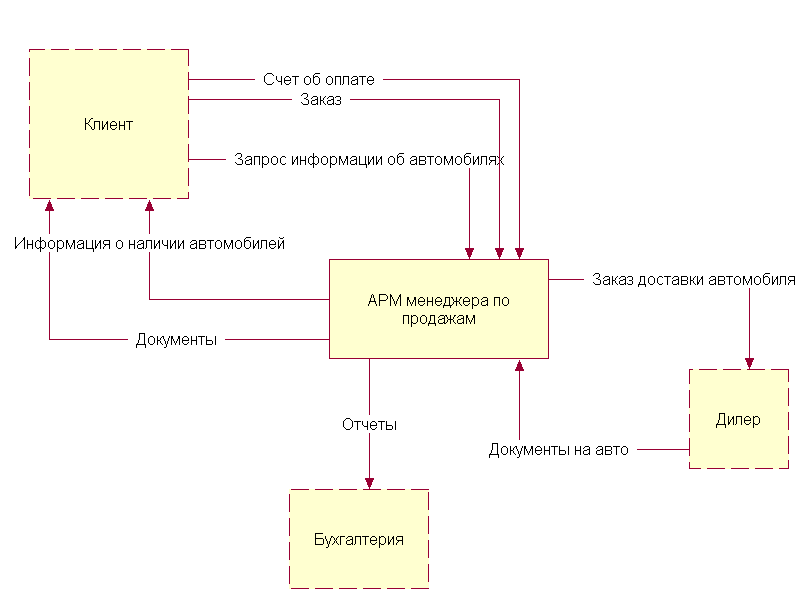 Счет об оплате
Заказ
Клиент
Запрос информации об автомобилях
Информация о наличии автомобилей
Заказ доставки автомобиля
АРМ менеджера по
продажам
Документы
Дилер
Отчеты
Документы на авто
Бухгалтерия